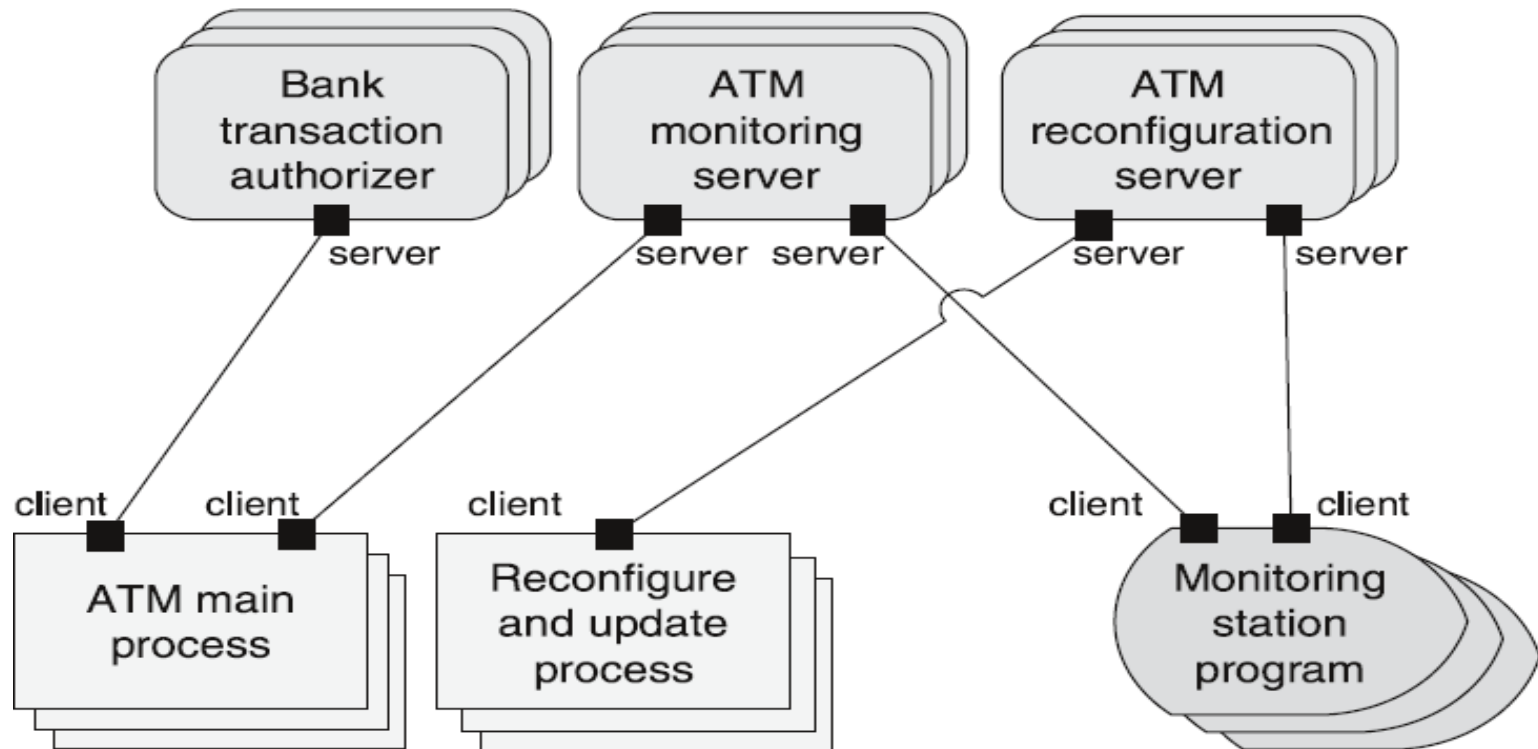 Bank
transaction
authorizer
ATM
monitoring
server
ATM
reconfiguration
server
server
server
server
server
server
client
client
client
client
client
ATM main
process
Reconfigure
and update
process
Monitoring
station
program